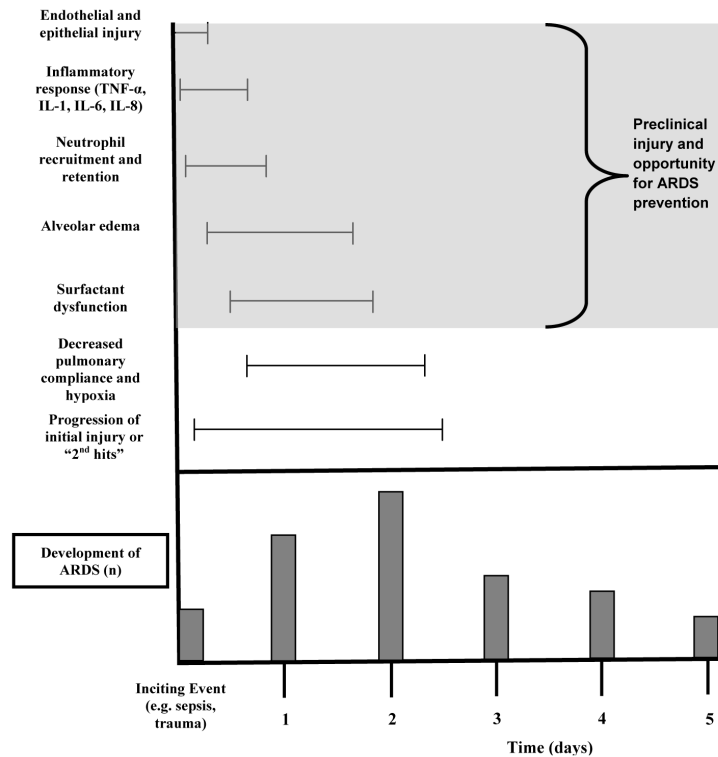 Endothelial and
epithelial injury
Inflammatory
response (TNF-α,
IL-1, IL-6, IL-8)
Neutrophil
recruitment and
retention
Alveolar edema
Surfactant
dysfunction
Decreased
pulmonary
compliance and
hypoxia
Progression of
initial injury or
“2nd hits”
Preclinical
injury and
opportunity
for ARDS
prevention
Development of
ARDS (n)
Inciting Event
(e.g. sepsis,
trauma)
1
2
3
4
5
Time (days)